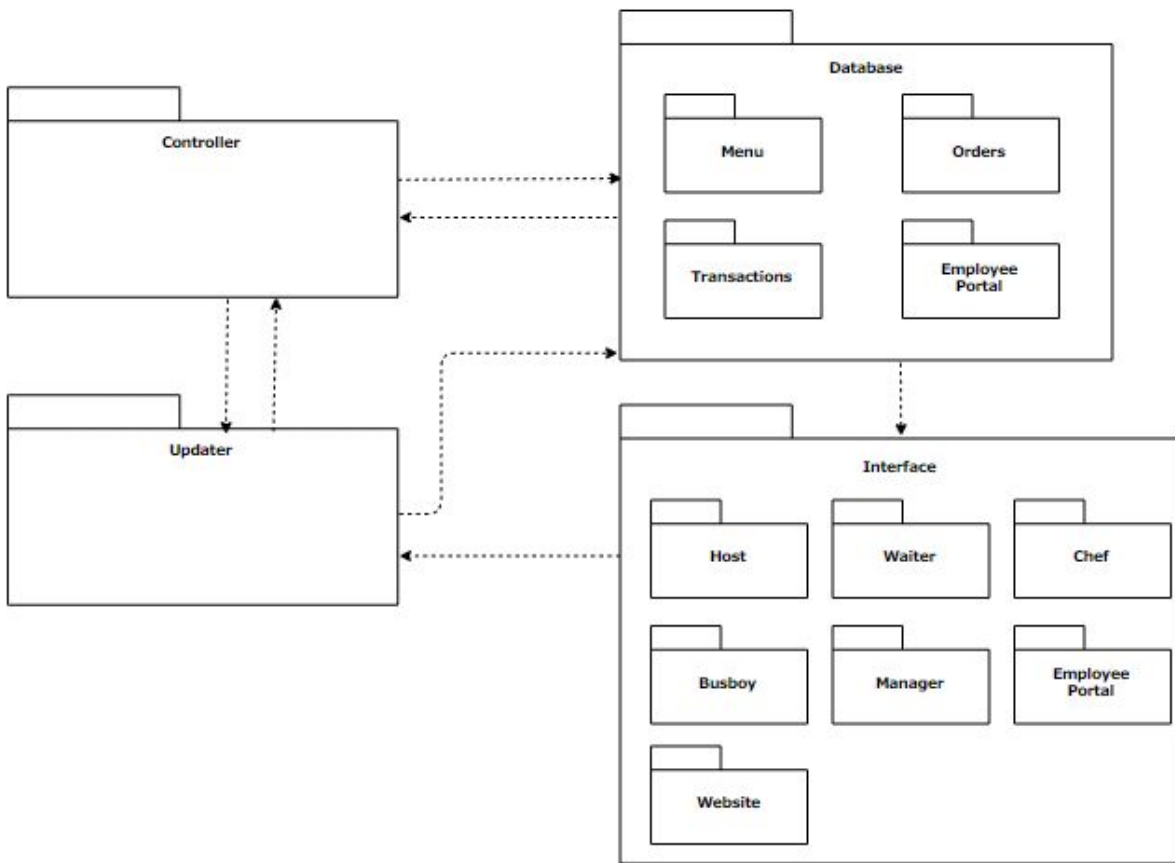 Controller
Database
Menu
Orders
Transactions
Employee
Portal
Updater
Interface
Host
Waiter
Chef
Busboy
Manager
Employee
Portal
Website